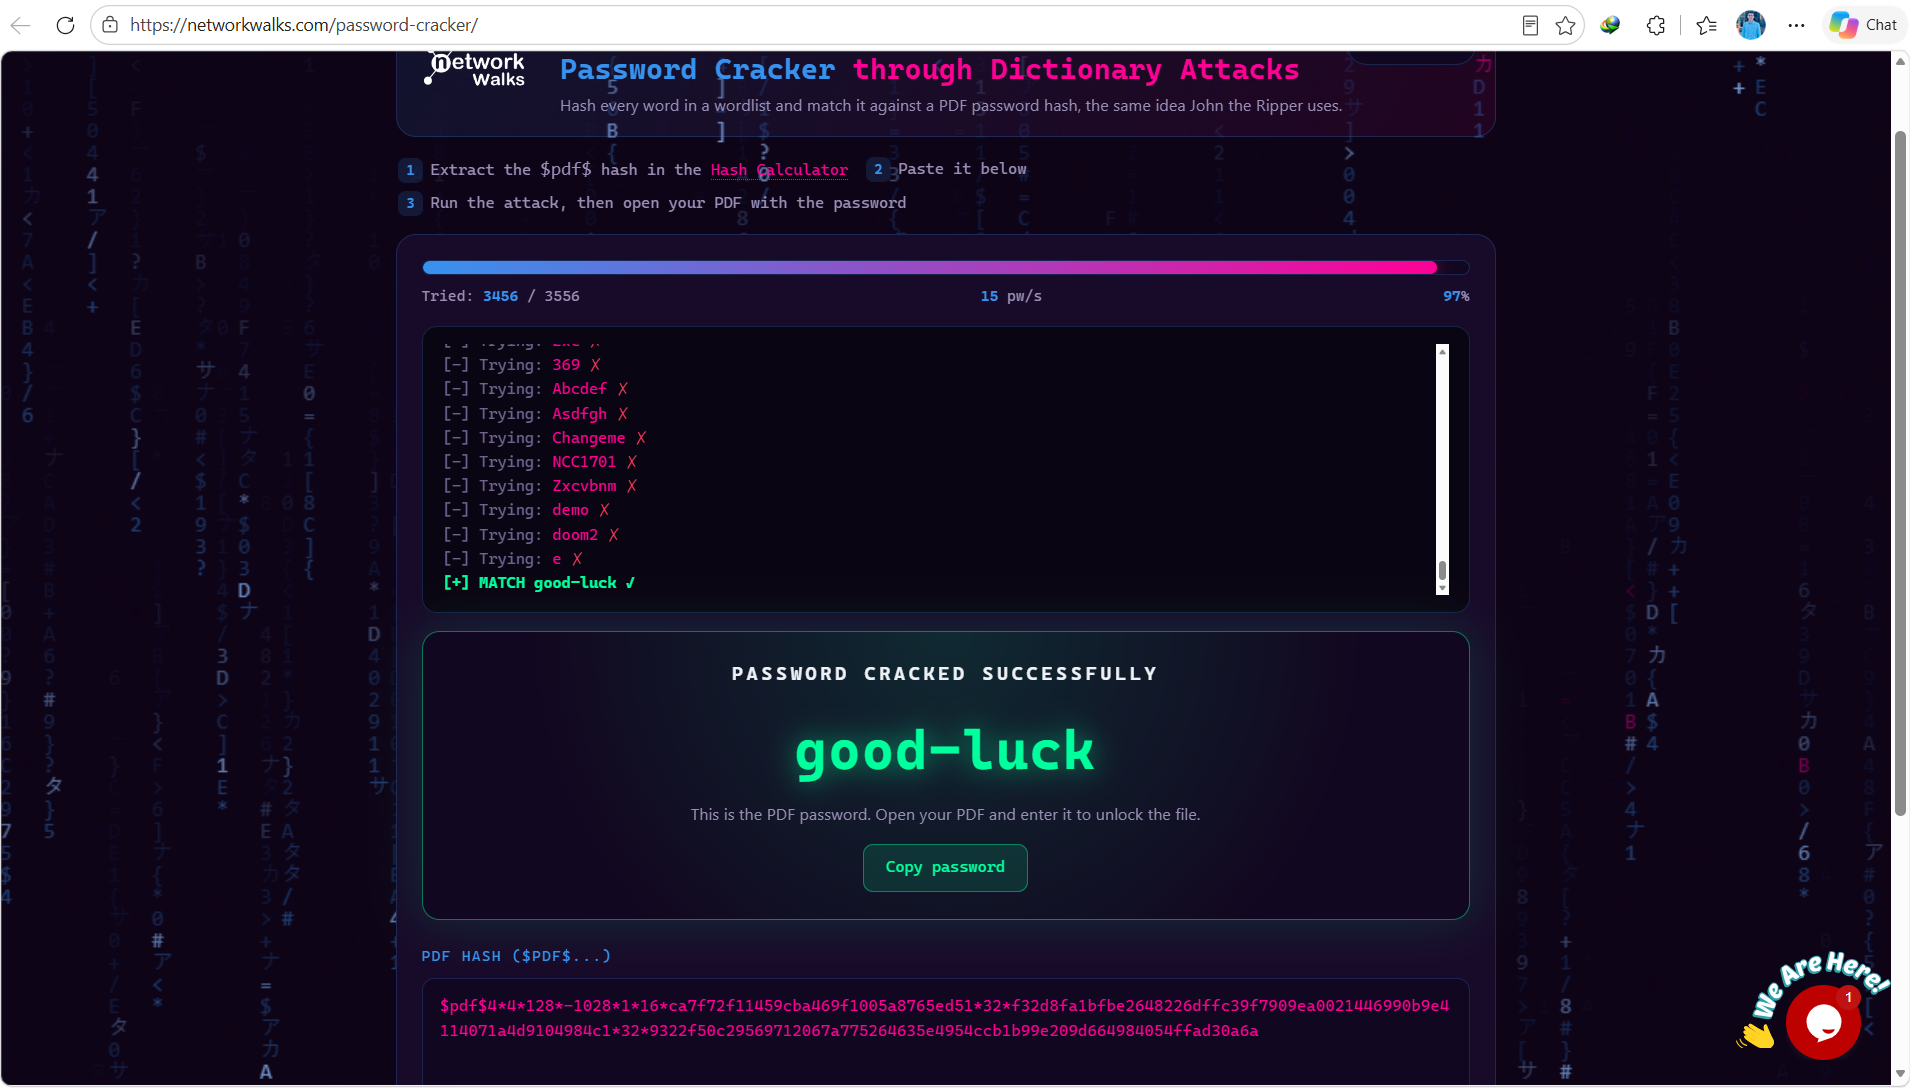 https://networkwalks.com/password-cracker/
Chat
network
Walks
Password Cracker through Dictionary Attacks
Hash every word in a wordlist and match it against a PDF password hash, the same idea John the Ripper uses.
1 Extract the $pdf$ hash in the Hash Calculator 2 Paste it below
3 Run the attack, then open your PDF with the password
Tried: 3456 / 3556 15 pw/s 97%
[-] Trying: zxc ✗
[-] Trying: 369 ✗
[-] Trying: Abcdef ✗
[-] Trying: Asdfgh ✗
[-] Trying: Changeme ✗
[-] Trying: NCC1701 ✗
[-] Trying: Zxcvbnm ✗
[-] Trying: demo ✗
[-] Trying: doom2 ✗
[-] Trying: e ✗
[+] MATCH good-luck ✓
PASSWORD CRACKED SUCCESSFULLY
good-luck
This is the PDF password. Open your PDF and enter it to unlock the file.
Copy password
PDF HASH ($PDF$...)
$pdf$4*4*128*-1028*1*16*ca7f72f11459cba469f1005a8765ed51*32*f32d8fa1bfbe2648226dffc39f7909ea0021446990b9e4
114071a4d9104984c1*32*9322f50c29569712067a775264635e4954ccb1b99e209d664984054ffad30a6a
We Are Here!
1